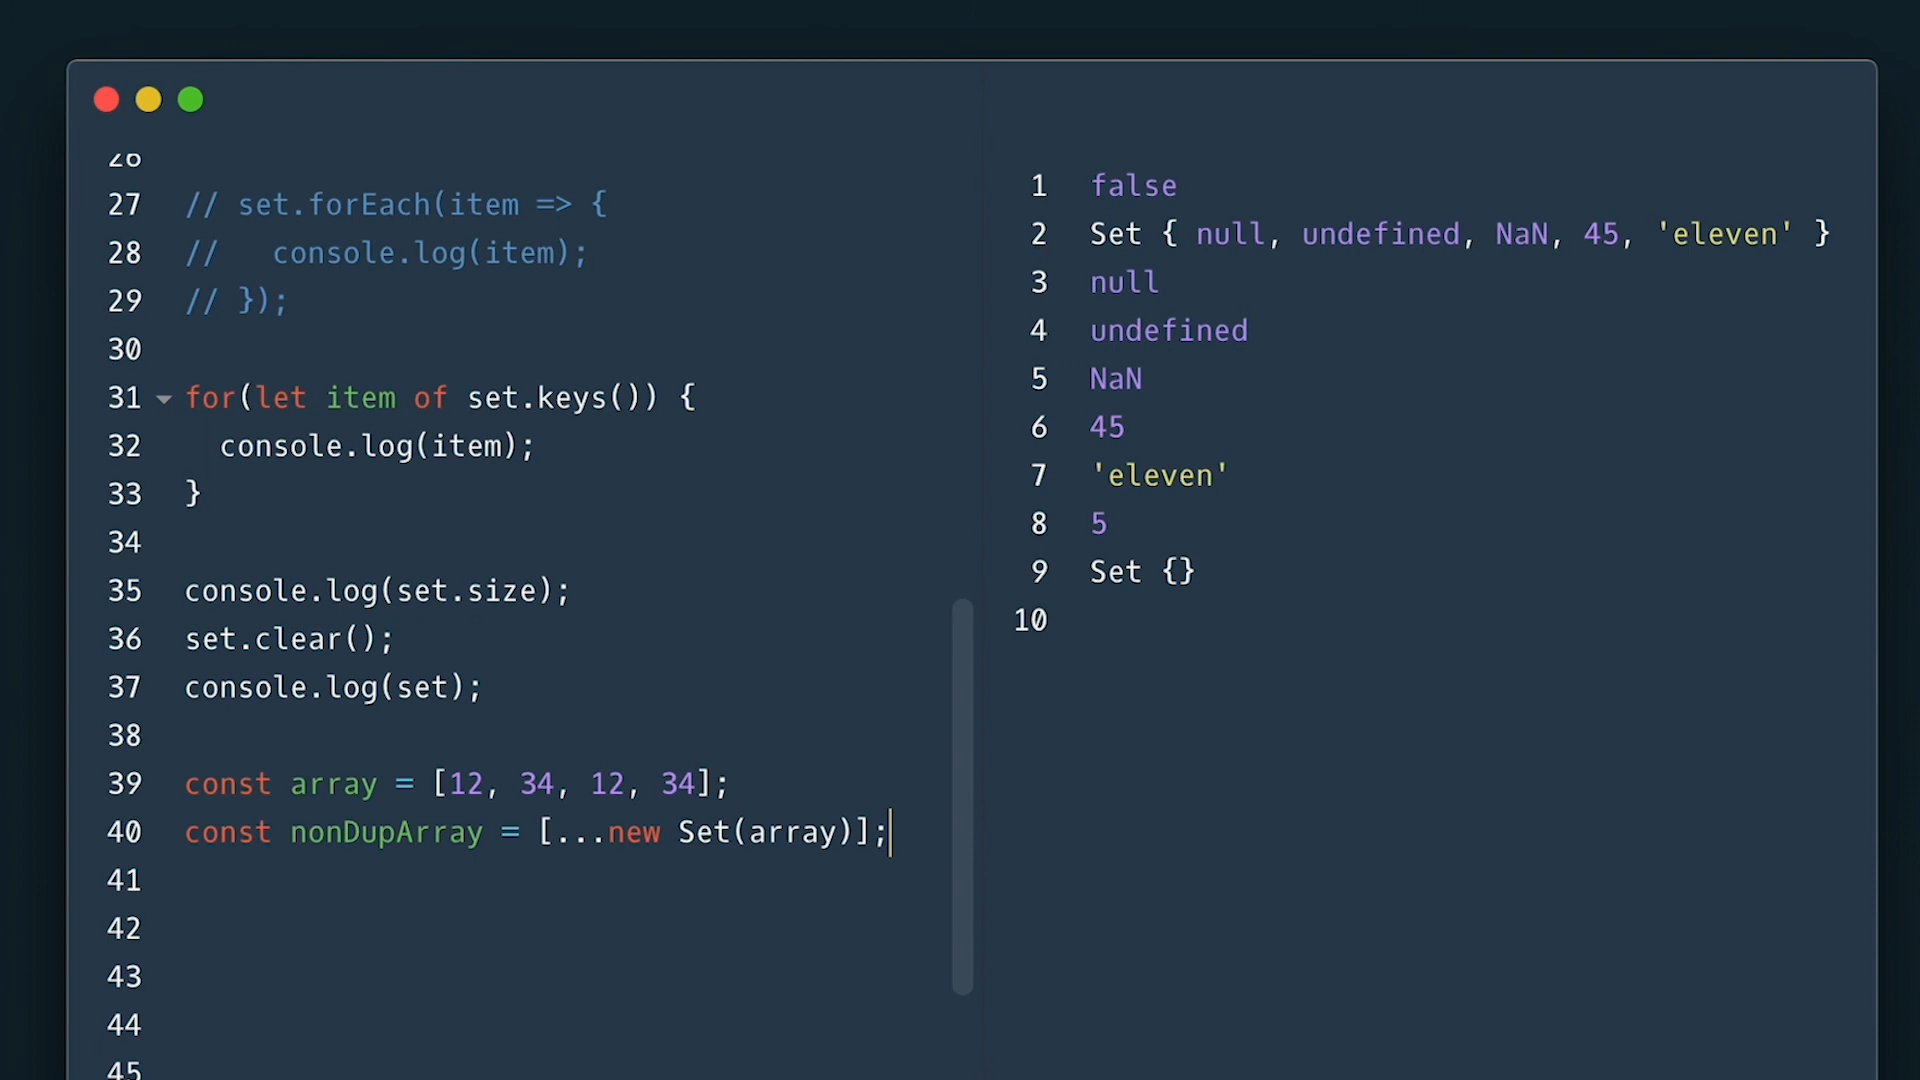 26
27 // set.forEach(item => {
28 //   console.log(item);
29 // });
30
31 for(let item of set.keys()) {
32   console.log(item);
33 }
34
35 console.log(set.size);
36 set.clear();
37 console.log(set);
38
39 const array = [12, 34, 12, 34];
40 const nonDupArray = [...new Set(array)];
41
42
43
44
45
1 false
2 Set { null, undefined, NaN, 45, 'eleven' }
3 null
4 undefined
5 NaN
6 45
7 'eleven'
8 5
9 Set {}
10